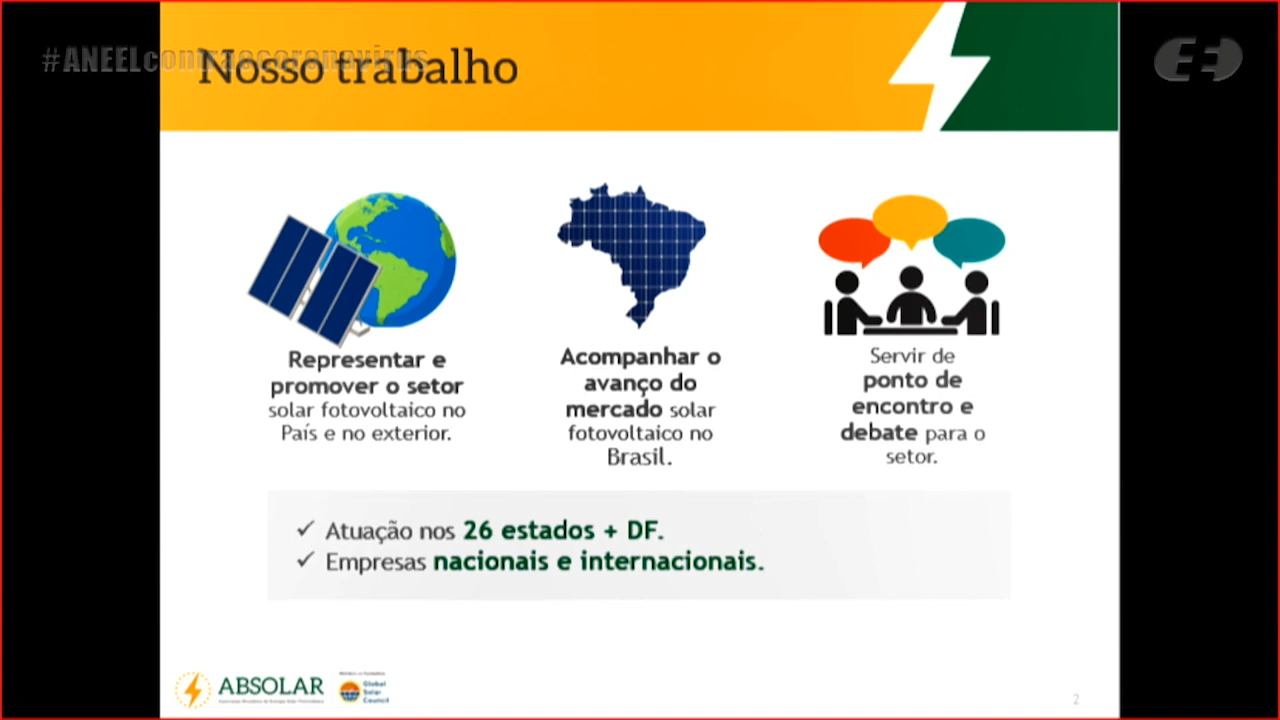 #ANEELcontraocoronavírus
Nosso trabalho
Representar e
promover o setor
solar fotovoltaico no
País e no exterior.
Acompanhar o
avanço do
mercado solar
fotovoltaico no
Brasil.
Servir de
ponto de
encontro e
debate para o
setor.
✓ Atuação nos 26 estados + DF.
✓ Empresas nacionais e internacionais.
ABSOLAR
Global
Solar
Council
2